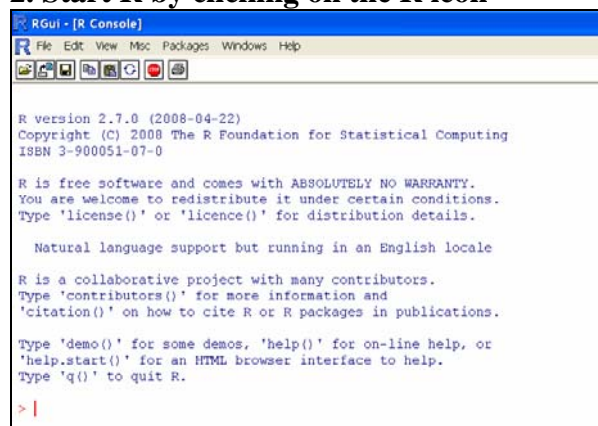 2. Start R by clicking on the R icon
RGui - [R Console]
File Edit View Misc Packages Windows Help
R version 2.7.0 (2008-04-22)
Copyright (C) 2008 The R Foundation for Statistical Computing
ISBN 3-900051-07-0
R is free software and comes with ABSOLUTELY NO WARRANTY.
You are welcome to redistribute it under certain conditions.
Type 'license()' or 'licence()' for distribution details.
Natural language support but running in an English locale
R is a collaborative project with many contributors.
Type 'contributors()' for more information and
'citation()' on how to cite R or R packages in publications.
Type 'demo()' for some demos, 'help()' for on-line help, or
'help.start()' for an HTML browser interface to help.
Type 'q()' to quit R.
>